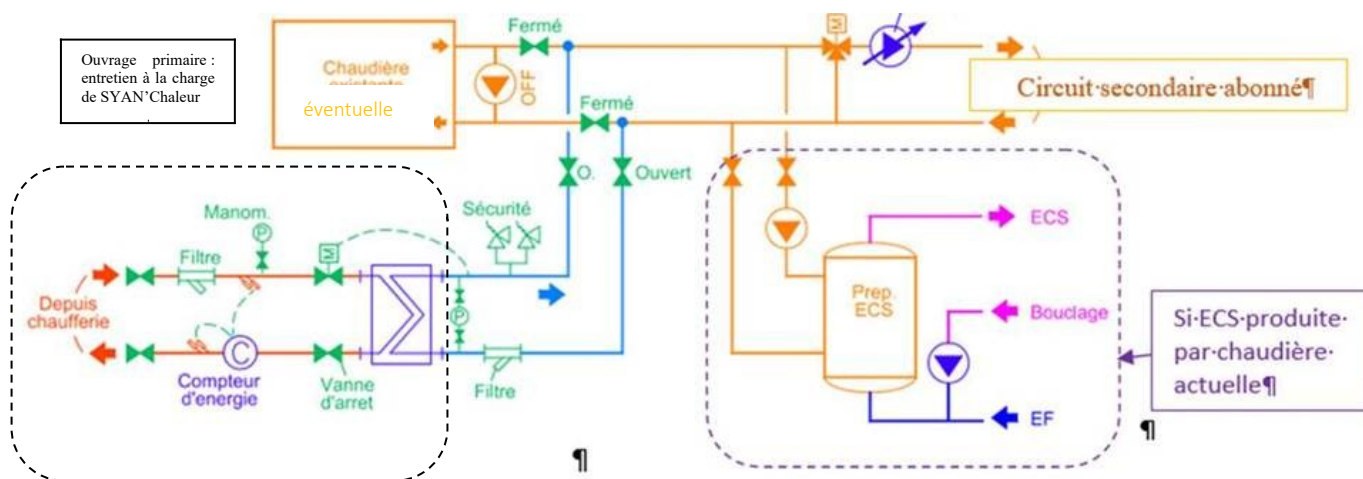 Ouvrage primaire :
entretien à la charge
de SYAN'Chaleur
Chaudière
éventuelle
OFF
Fermé
Fermé
M
Circuit·secondaire·abonné¶
O.
Ouvert
Manom.
P
Filtre
M
Sécurité
Depuis
chaufferie
P
C
Compteur
d'energie
Vanne
d'arret
Filtre
¶
Prep.
ECS
ECS
Bouclage
EF
¶
Si·ECS·produite·
par·chaudière·
actuelle¶